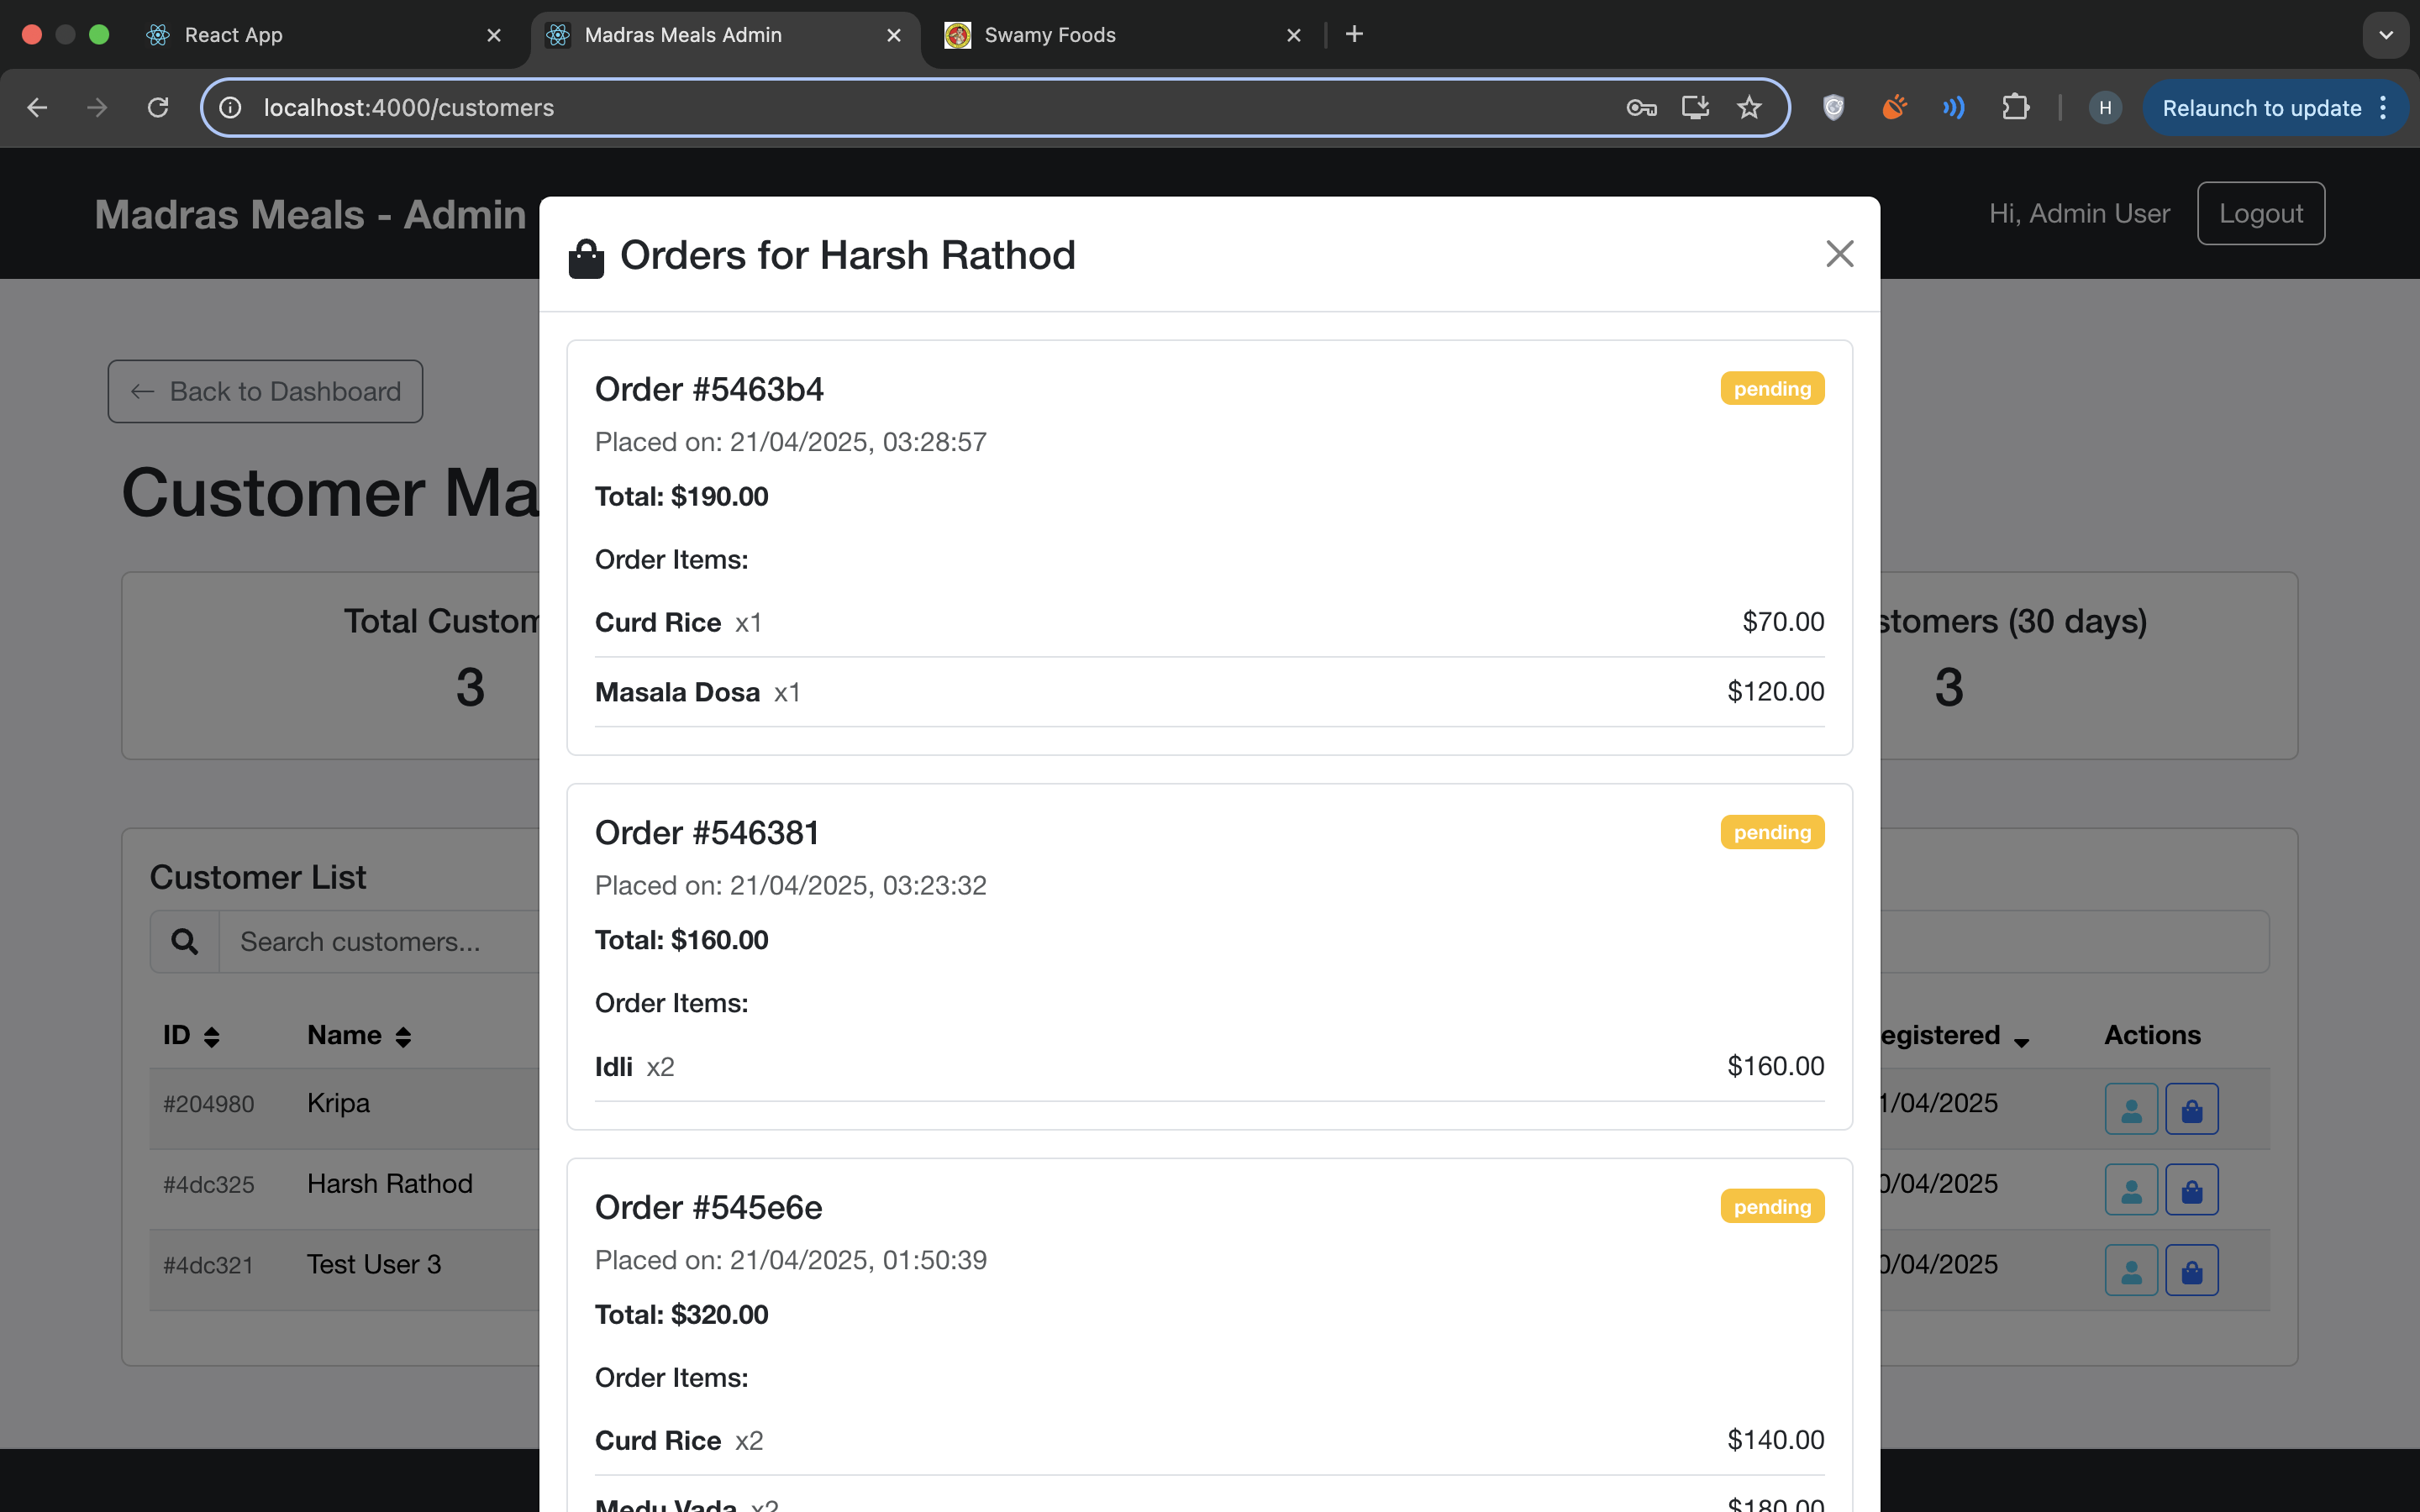 React App
Madras Meals Admin
Swamy Foods
localhost:4000/customers
H
Relaunch to update
Madras Meals - Admin
Hi, Admin User
Logout
Orders for Harsh Rathod
Back to Dashboard
Order #5463b4
pending
Placed on: 21/04/2025, 03:28:57
Customer Ma
Total: $190.00
Order Items:
Total Custom
stomers (30 days)
Curd Rice x1
$70.00
3
3
Masala Dosa x1
$120.00
Order #546381
pending
Customer List
Placed on: 21/04/2025, 03:23:32
Search customers...
Total: $160.00
Order Items:
ID
Name
egistered
Actions
Idli x2
$160.00
#204980
Kripa
1/04/2025
#4dc325
Harsh Rathod
0/04/2025
Order #545e6e
pending
#4dc321
Test User 3
0/04/2025
Placed on: 21/04/2025, 01:50:39
Total: $320.00
Order Items:
Curd Rice x2
$140.00
Medu Vada x2
$180.00